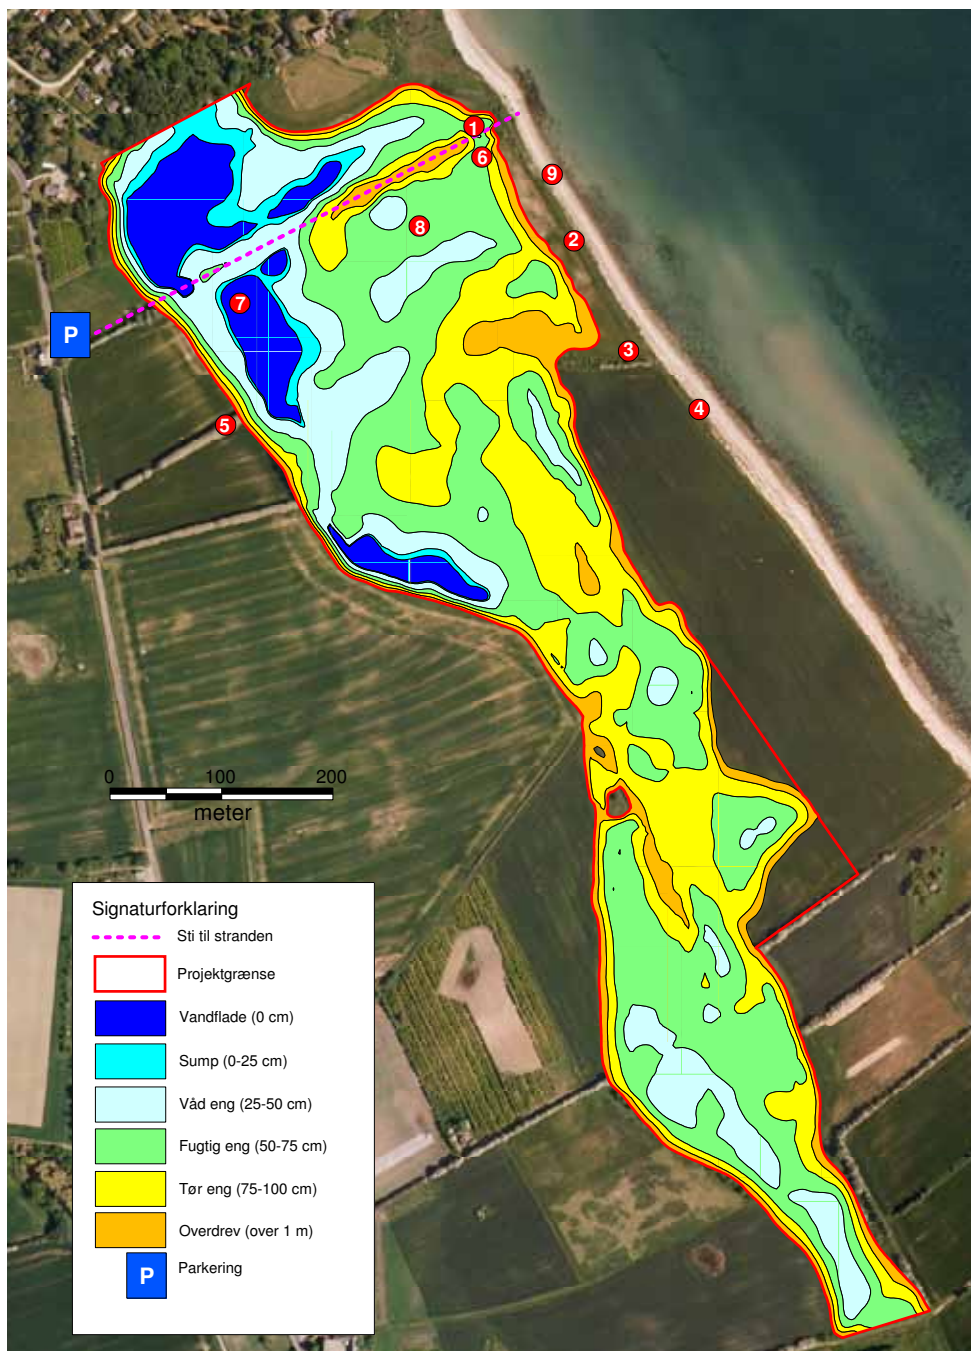 1
6
9
8
2
7
P
3
4
5
0 100 200
meter
Signaturforklaring
Sti til stranden
Projektgrænse
Vandflade (0 cm)
Sump (0-25 cm)
Våd eng (25-50 cm)
Fugtig eng (50-75 cm)
Tør eng (75-100 cm)
Overdrev (over 1 m)
P Parkering